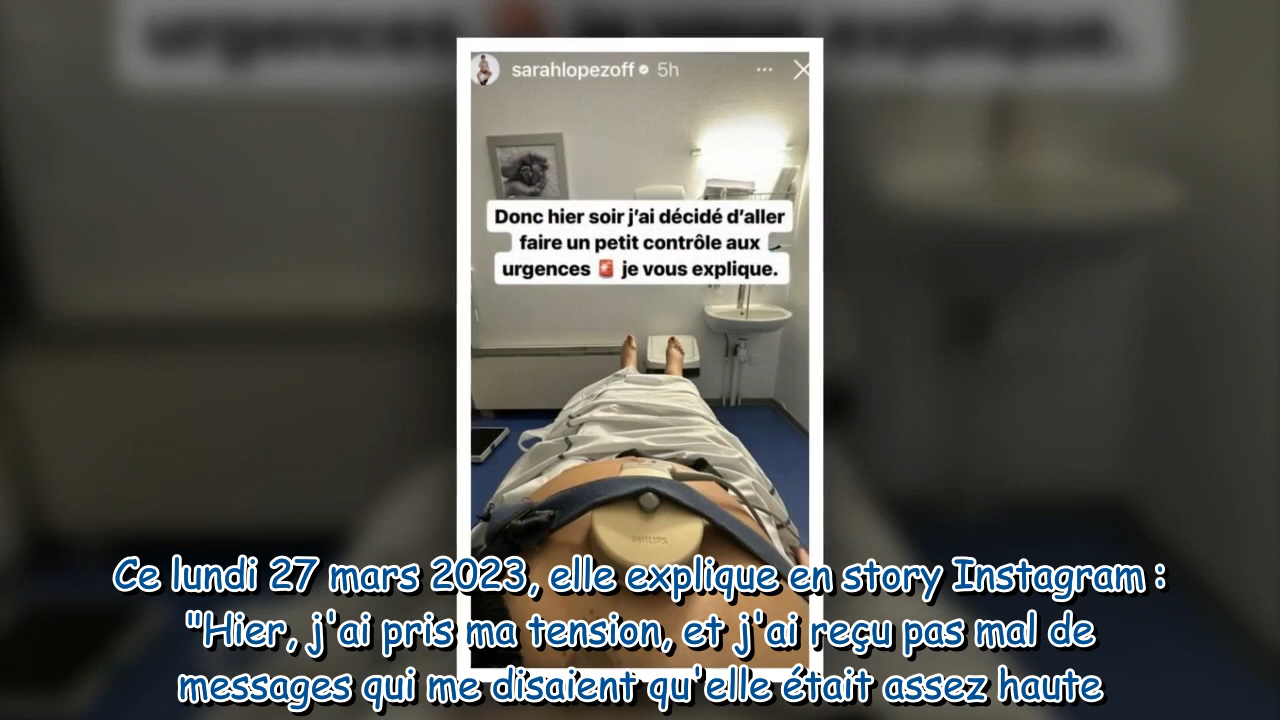 sarahlopezoff 5h
Donc hier soir j'ai décidé d'aller
faire un petit contrôle aux
urgences 🚨 je vous explique.
PHILIPS
Ce lundi 27 mars 2023, elle explique en story Instagram :
"Hier, j'ai pris ma tension, et j'ai reçu pas mal de
messages qui me disaient qu'elle était assez haute